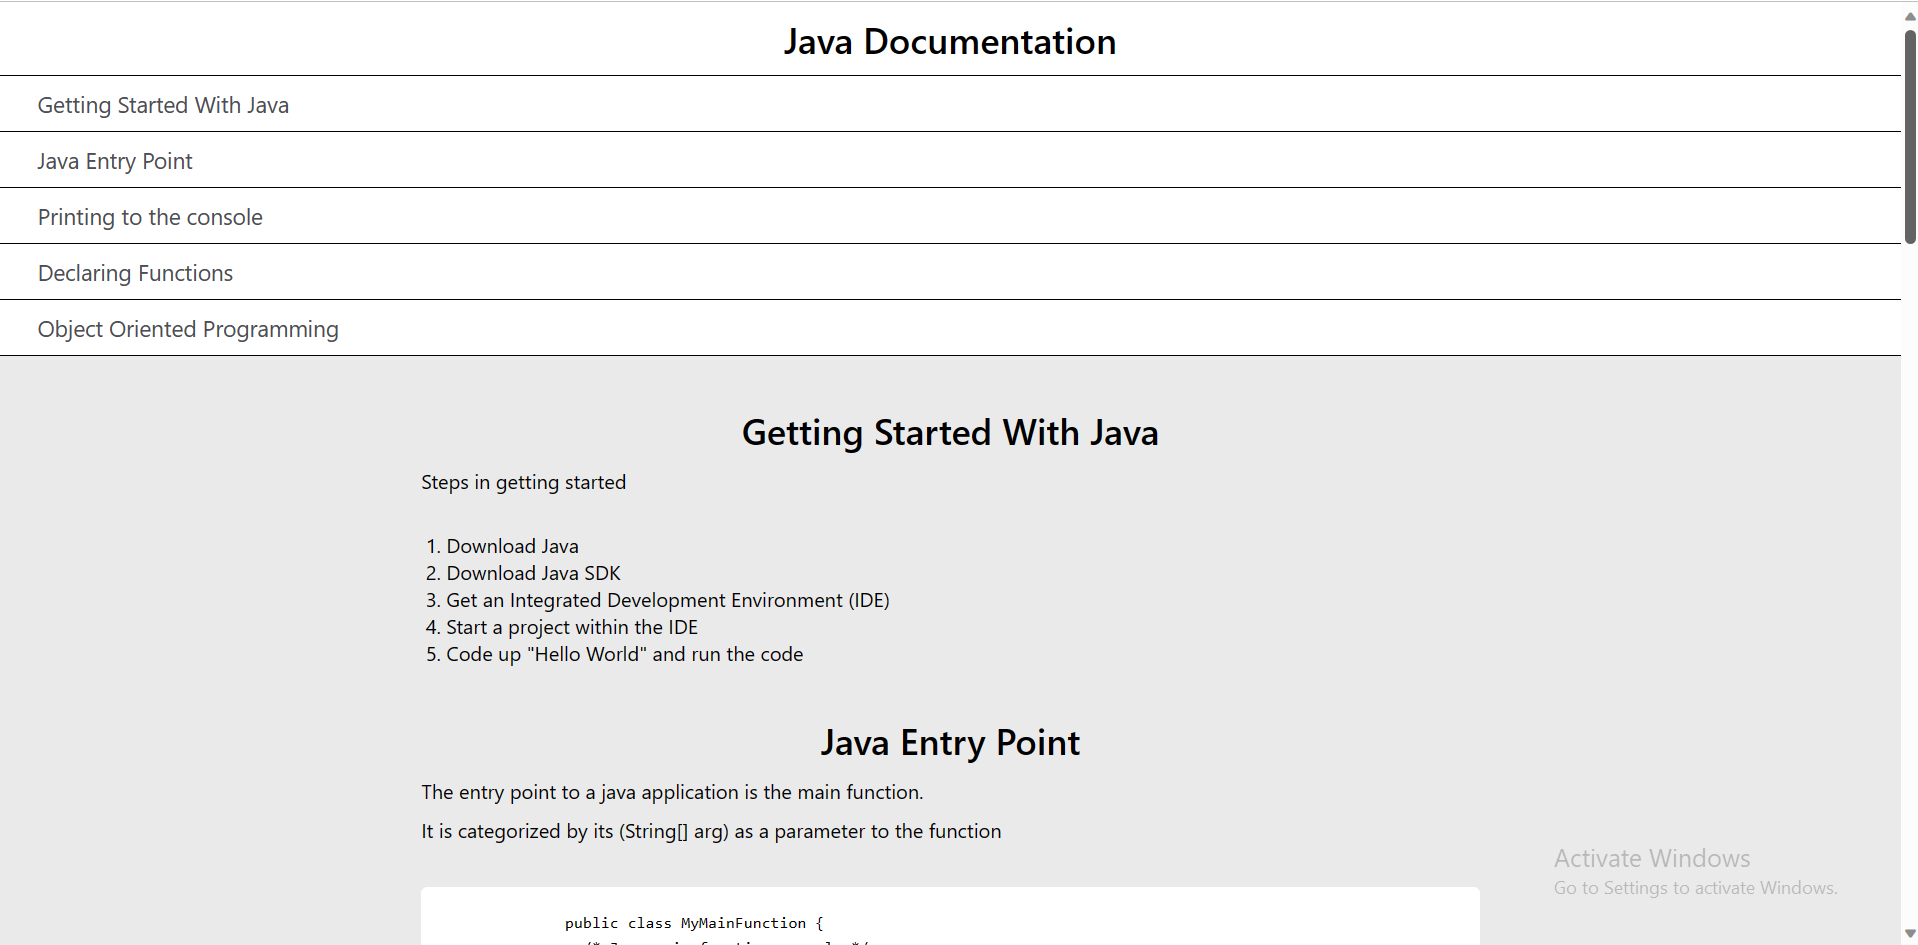 Java Documentation
Getting Started With Java
Java Entry Point
Printing to the console
Declaring Functions
Object Oriented Programming
Getting Started With Java
Steps in getting started
1. Download Java
2. Download Java SDK
3. Get an Integrated Development Environment (IDE)
4. Start a project within the IDE
5. Code up "Hello World" and run the code
Java Entry Point
The entry point to a java application is the main function.
It is categorized by its (String[] arg) as a parameter to the function
Activate Windows
Go to Settings to activate Windows.
public class MyMainFunction {